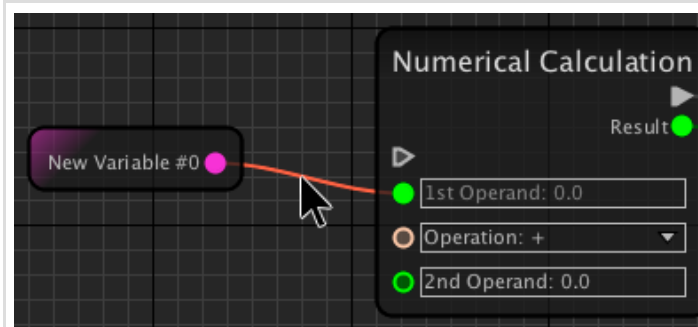 Numerical Calculation
Result
New Variable #0
1st Operand: 0.0
Operation: +
2nd Operand: 0.0